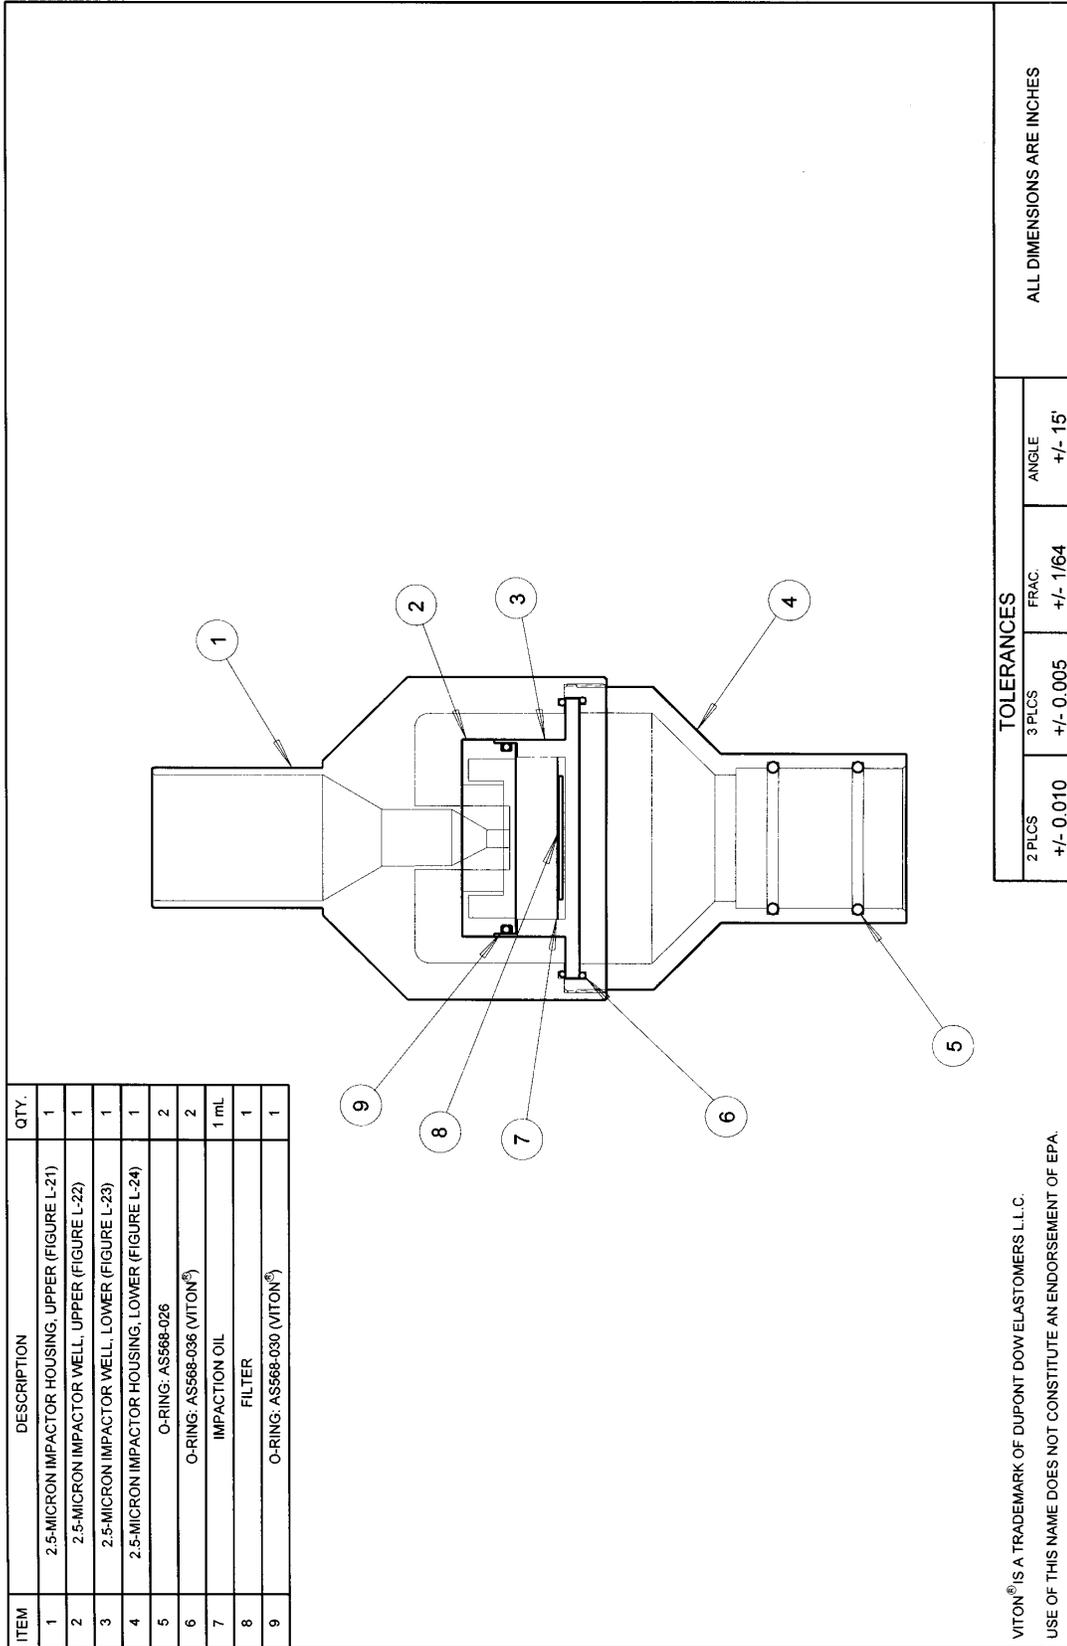 ITEM DESCRIPTION QTY.
1 2.5-MICRON IMPACTOR HOUSING, UPPER (FIGURE L-21) 1
2 2.5-MICRON IMPACTOR WELL, UPPER (FIGURE L-22) 1
3 2.5-MICRON IMPACTOR WELL, LOWER (FIGURE L-23) 1
4 2.5-MICRON IMPACTOR HOUSING, LOWER (FIGURE L-24) 1
5 O-RING: AS568-026 2
6 O-RING: AS568-036 (VITON®) 2
7 IMPACTION OIL 1 mL
8 FILTER 1
9 O-RING: AS568-030 (VITON®) 1
1
2
3
4
9
8
7
6
5
VITON® IS A TRADEMARK OF DUPONT DOW ELASTOMERS L.L.C.
USE OF THIS NAME DOES NOT CONSTITUTE AN ENDORSEMENT OF EPA.
TOLERANCES
2 PLCS 3 PLCS FRAC. ANGLE
+/- 0.010 +/- 0.005 +/- 1/64 +/- 15'
ALL DIMENSIONS ARE INCHES